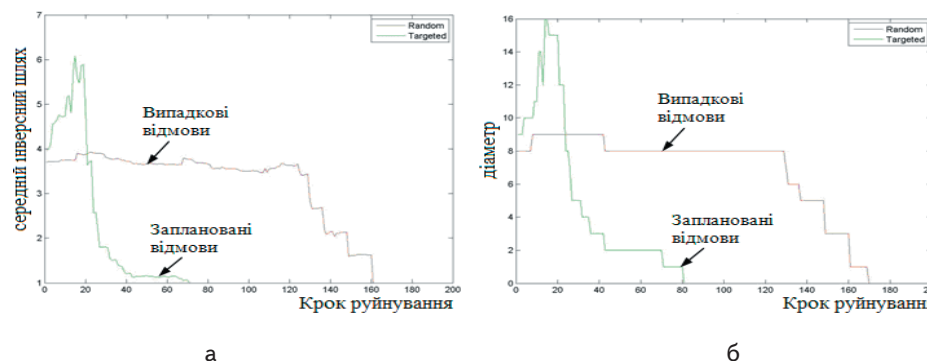 7
6
5
4
3
2
1
0
20
40
60
80
100
120
140
160
180
200
середній інверсний шлях
Random
Targeted
Випадкові
відмови
Заплановані
відмови
Крок руйнування
а
16
14
12
10
8
6
4
2
0
0
20
40
60
80
100
120
140
160
180
200
діаметр
Random
Targeted
Випадкові
відмови
Заплановані
відмови
Крок руйнуванн
б